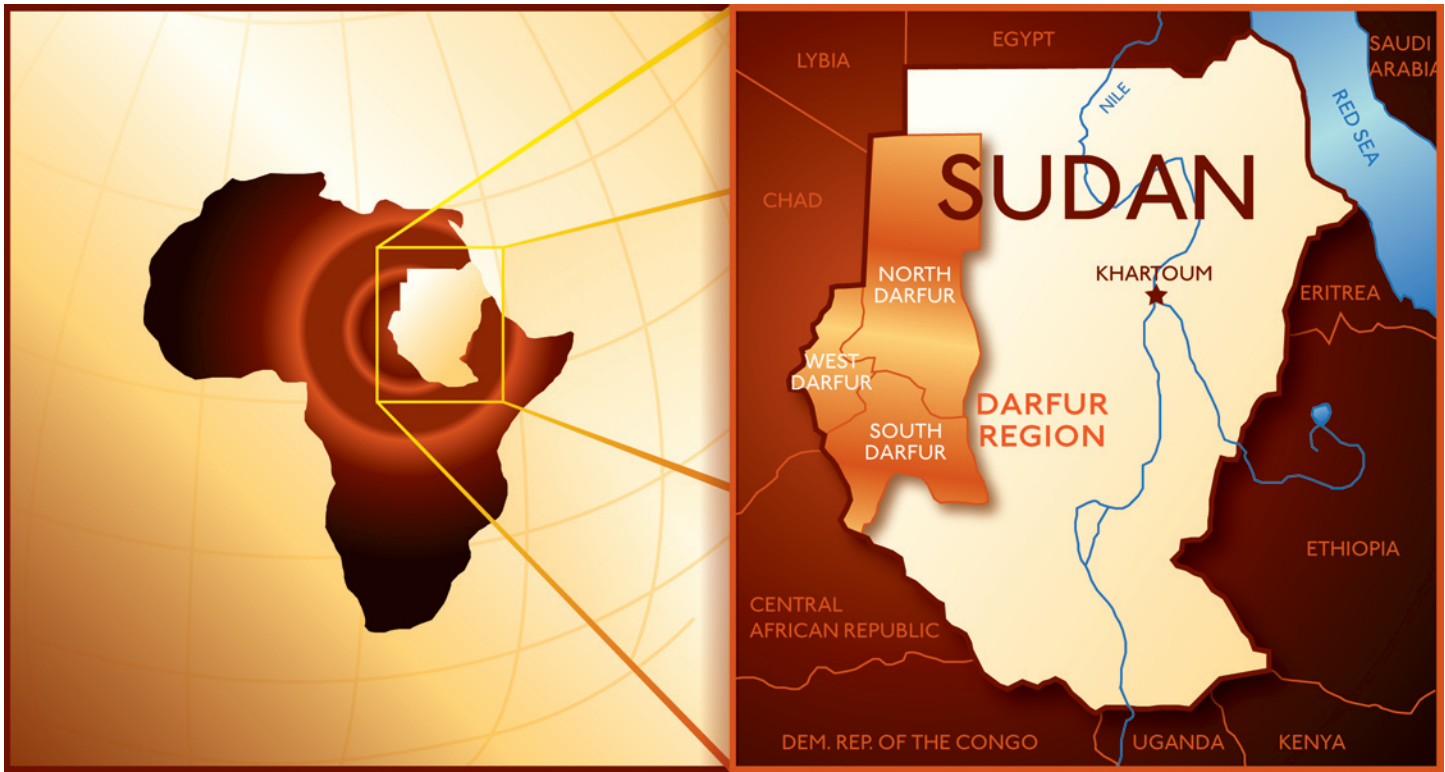 EGYPT
LYBIA
SAUDI
ARABIA
NILE
RED SEA
SUDAN
CHAD
KHARTOUM
NORTH
DARFUR
ERITREA
WEST
DARFUR
DARFUR
REGION
SOUTH
DARFUR
ETHIOPIA
CENTRAL
AFRICAN REPUBLIC
DEM. REP. OF THE CONGO
UGANDA
KENYA